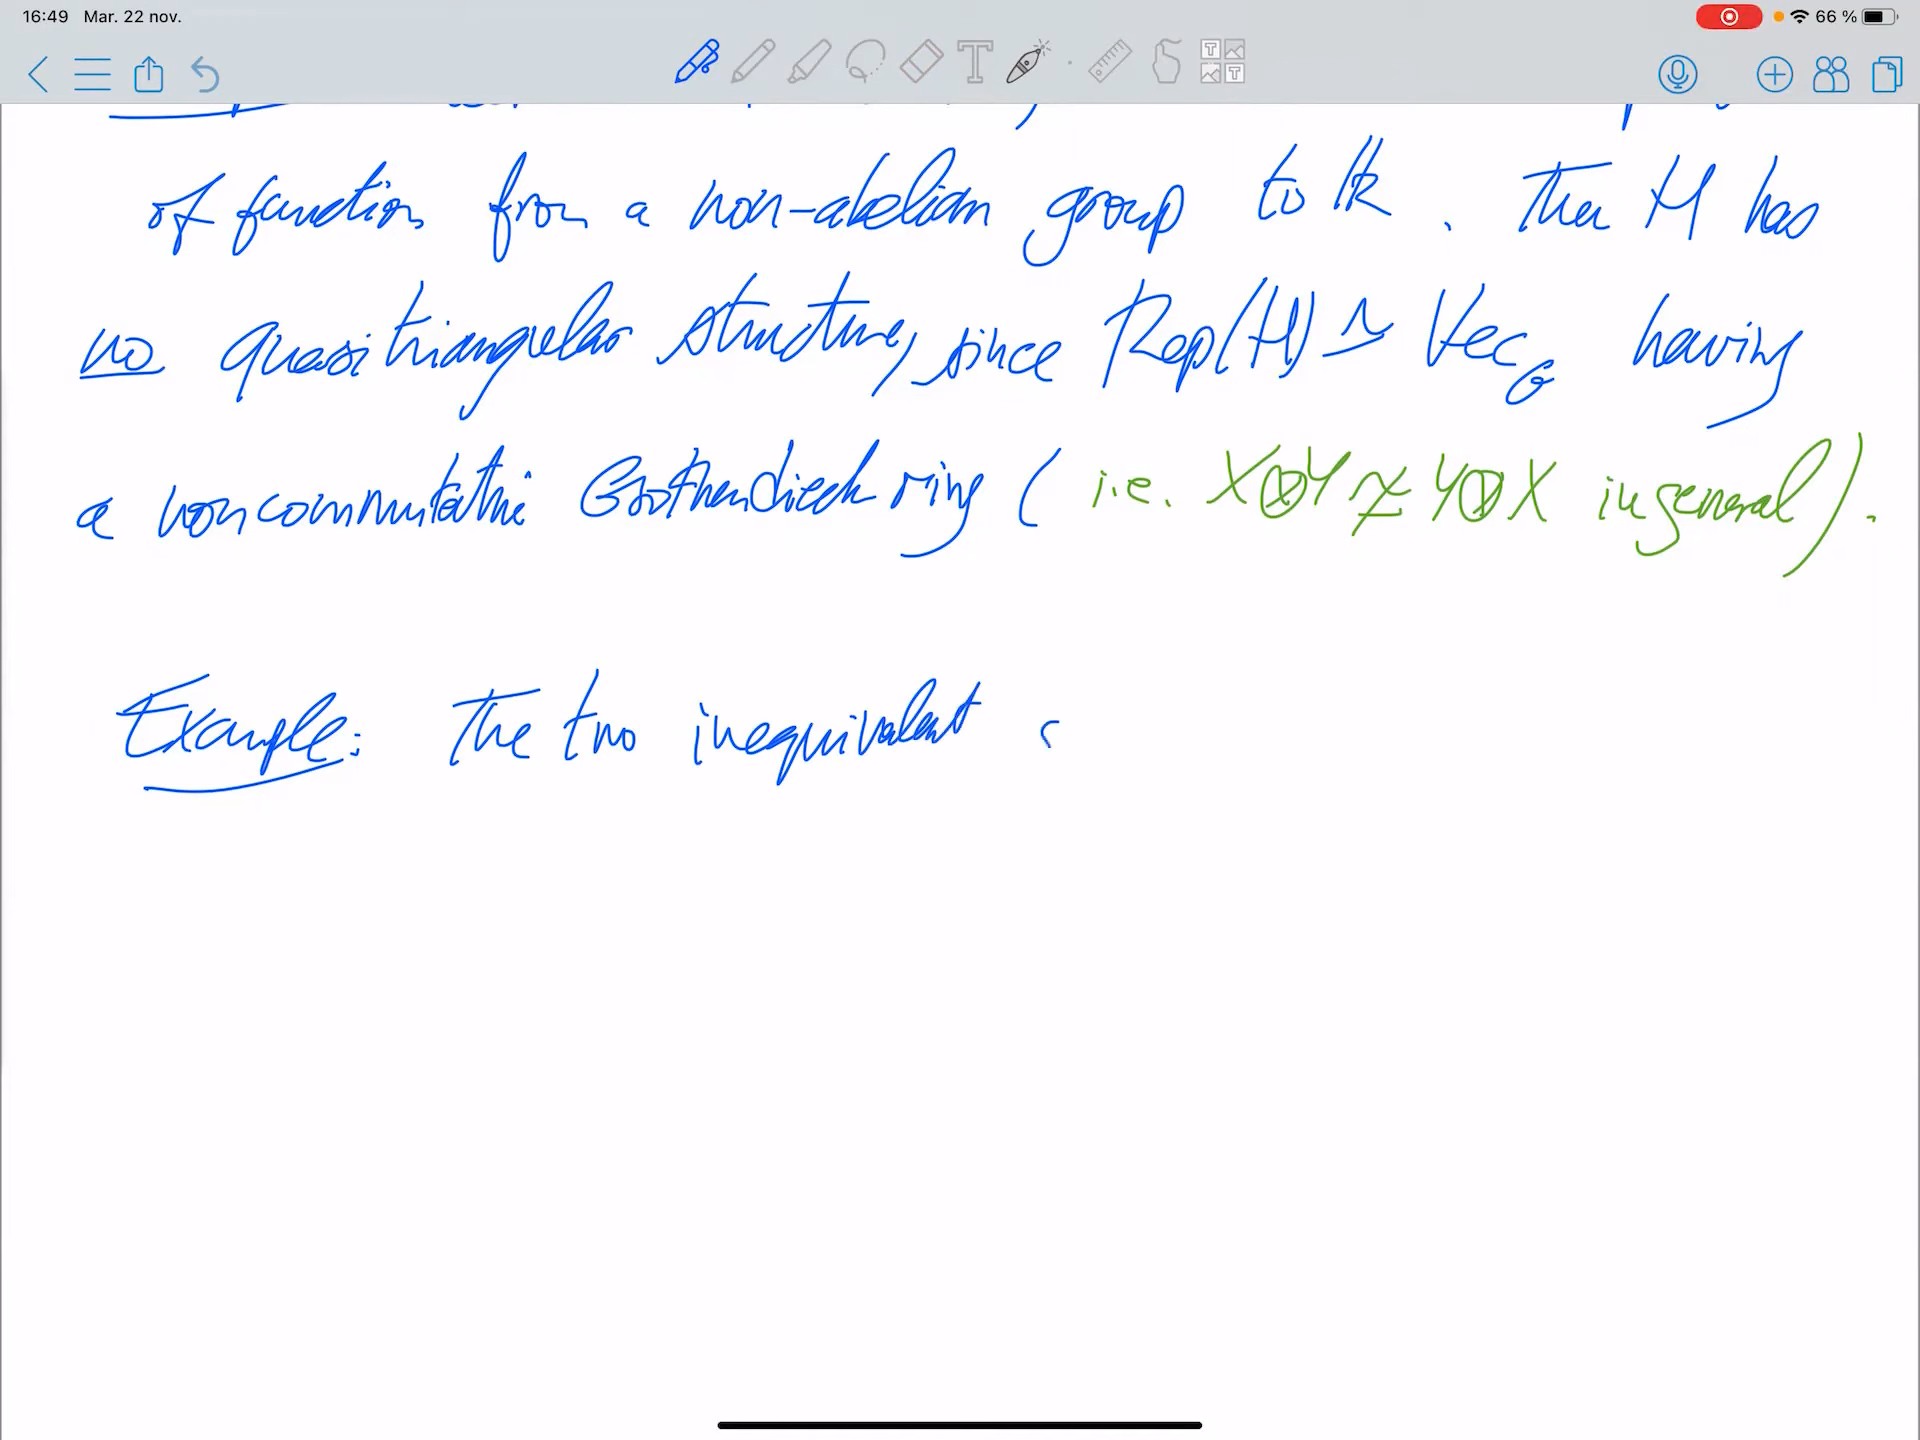 16:49 Mar. 22 nov. 66 %
of function from a non-abelian group to lk. Then H has
no quasitriangular structure, since Rep(H) ≃ Vec_G having
a noncommutative Grothendieck ring (i.e. X⊗Y ≄ Y⊗X in general).
Example: The two inequivalent